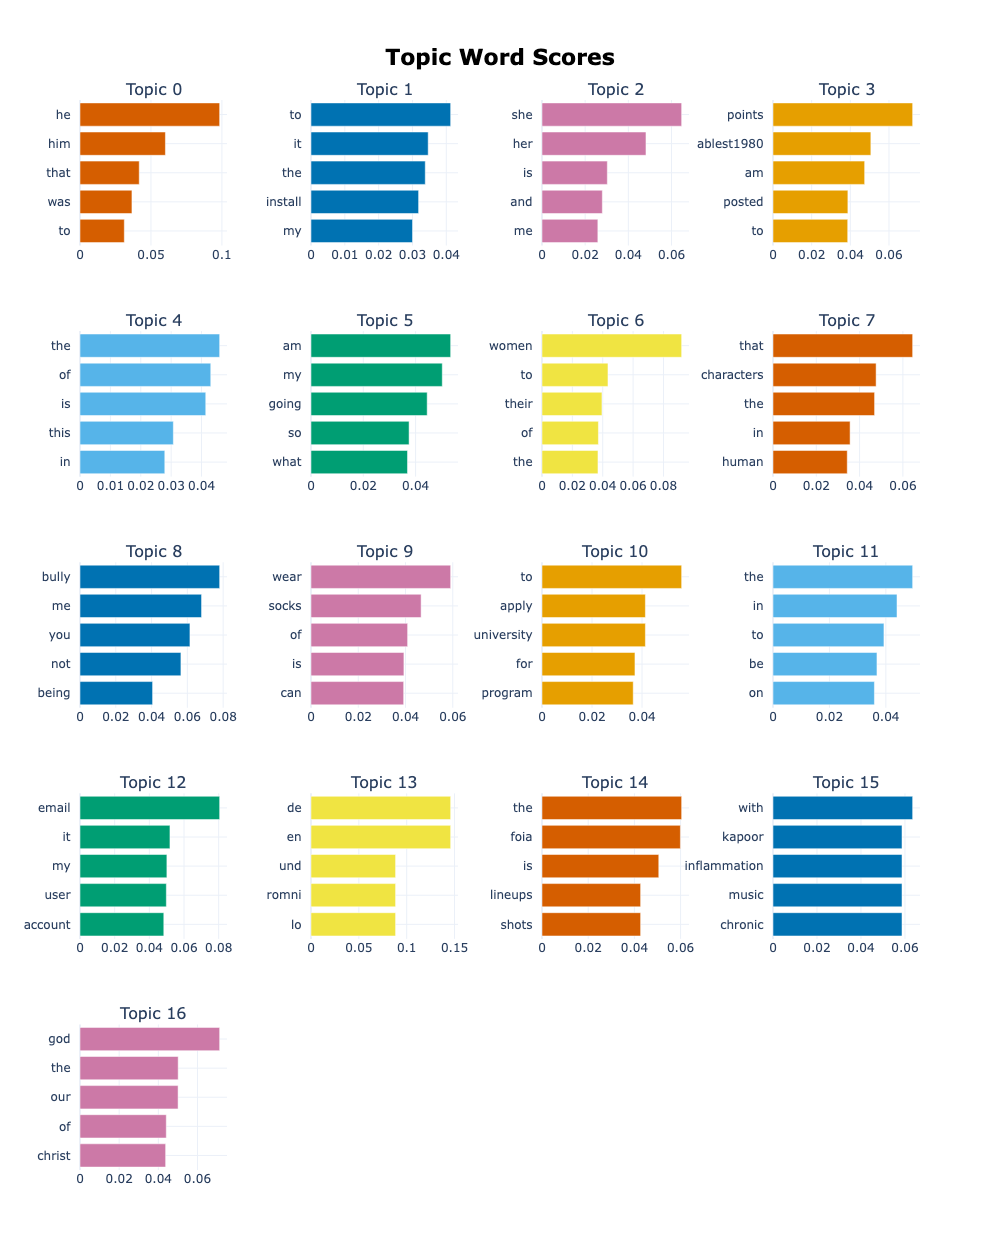 Topic Word Scores
Topic 0
he
him
that
was
to
0 0.05 0.1
Topic 1
to
it
the
install
my
0 0.01 0.02 0.03 0.04
Topic 2
she
her
is
and
me
0 0.02 0.04 0.06
Topic 3
points
ablest1980
am
posted
to
0 0.02 0.04 0.06
Topic 4
the
of
is
this
in
0 0.01 0.02 0.03 0.04
Topic 5
am
my
going
so
what
0 0.02 0.04
Topic 6
women
to
their
of
the
0 0.02 0.04 0.06 0.08
Topic 7
that
characters
the
in
human
0 0.02 0.04 0.06
Topic 8
bully
me
you
not
being
0 0.02 0.04 0.06 0.08
Topic 9
wear
socks
of
is
can
0 0.02 0.04 0.06
Topic 10
to
apply
university
for
program
0 0.02 0.04
Topic 11
the
in
to
be
on
0 0.02 0.04
Topic 12
email
it
my
user
account
0 0.02 0.04 0.06 0.08
Topic 13
de
en
und
romni
lo
0 0.05 0.1 0.15
Topic 14
the
foia
is
lineups
shots
0 0.02 0.04 0.06
Topic 15
with
kapoor
inflammation
music
chronic
0 0.02 0.04 0.06
Topic 16
god
the
our
of
christ
0 0.02 0.04 0.06